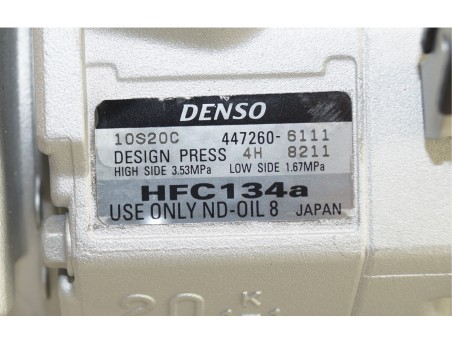 DENSO
10S20C 447260-6111
DESIGN PRESS 4H 8211
HIGH SIDE 3.53MPa LOW SIDE 1.67MPa
HFC134a
USE ONLY ND-OIL 8 JAPAN
20 K